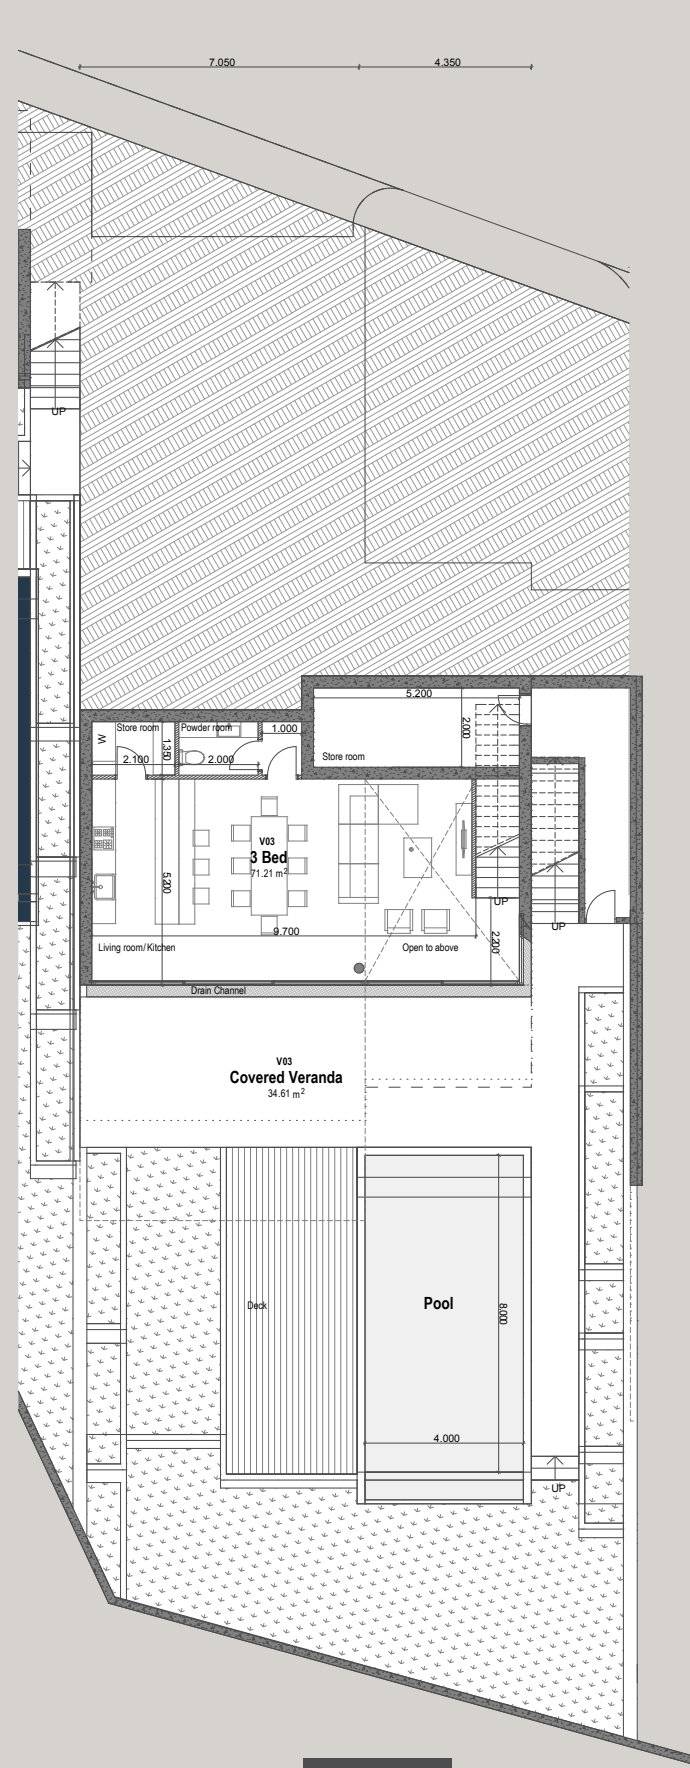 7.050
4.350
UP
5.200
2.000
Store room
Powder room
1.000
W
1.350
2.100
2.000
Store room
V03
3 Bed
71.21 m²
5.200
UP
UP
9.700
2.200
Living room/Kitchen
Open to above
Drain Channel
V03
Covered Veranda
34.61 m²
Deck
Pool
8.000
4.000
UP